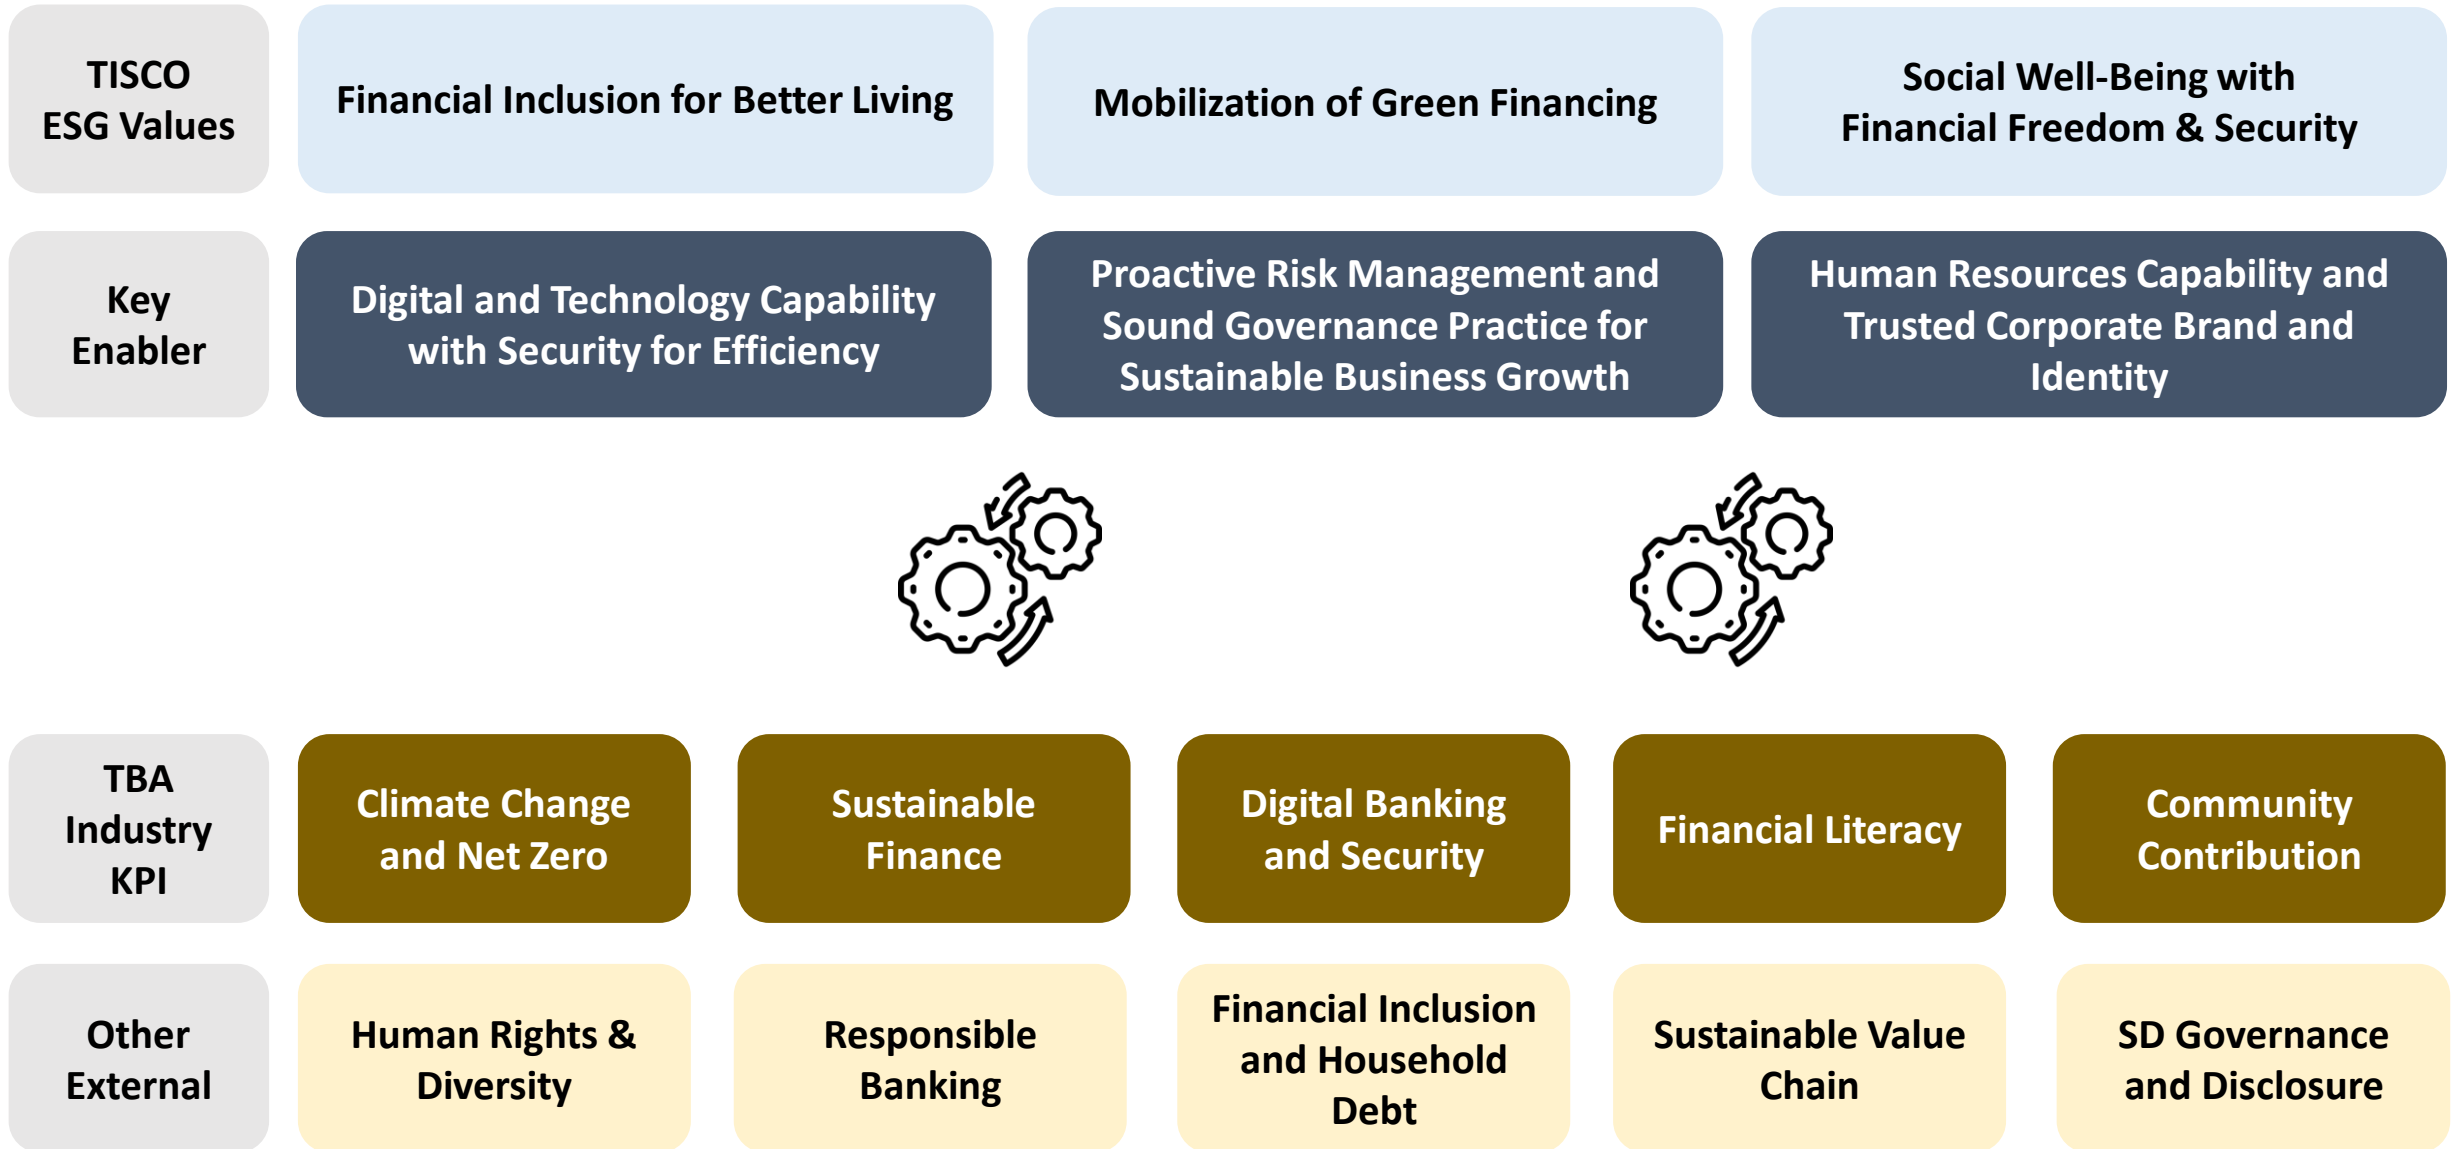 TISCO
ESG Values
Financial Inclusion for Better Living
Mobilization of Green Financing
Social Well-Being with
Financial Freedom & Security
Key
Enabler
Digital and Technology Capability
with Security for Efficiency
Proactive Risk Management and
Sound Governance Practice for
Sustainable Business Growth
Human Resources Capability and
Trusted Corporate Brand and
Identity
TBA
Industry
KPI
Climate Change
and Net Zero
Sustainable
Finance
Digital Banking
and Security
Financial Literacy
Community
Contribution
Other
External
Human Rights &
Diversity
Responsible
Banking
Financial Inclusion
and Household
Debt
Sustainable Value
Chain
SD Governance
and Disclosure